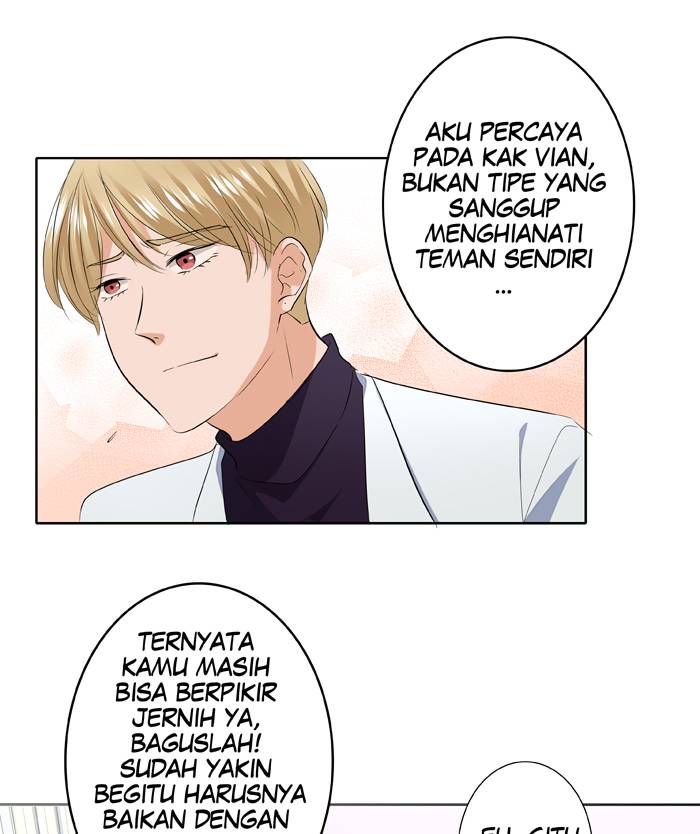 AKU PERCAYA
PADA KAK VIAN,
BUKAN TIPE YANG
SANGGUP
MENGHIANATI
TEMAN SENDIRI
...
TERNYATA
KAMU MASIH
BISA BERPIKIR
JERNIH YA,
BAGUSLAH!
SUDAH YAKIN
BEGITU HARUSNYA
BAIKAN DENGAN